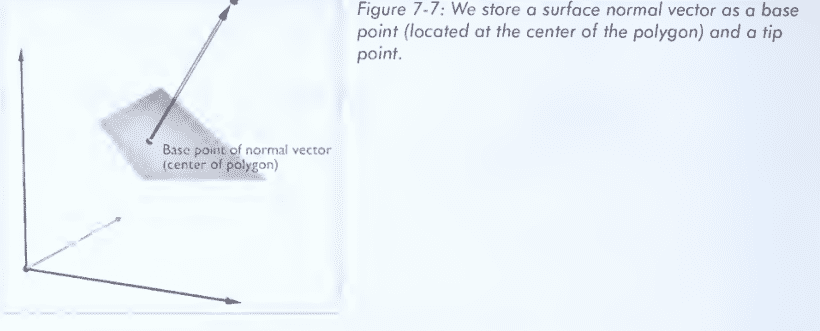 Figure 7-7: We store a surface normal vector as a base
point (located at the center of the polygon) and a tip
point.
Base point of normal vector
(center of polygon)